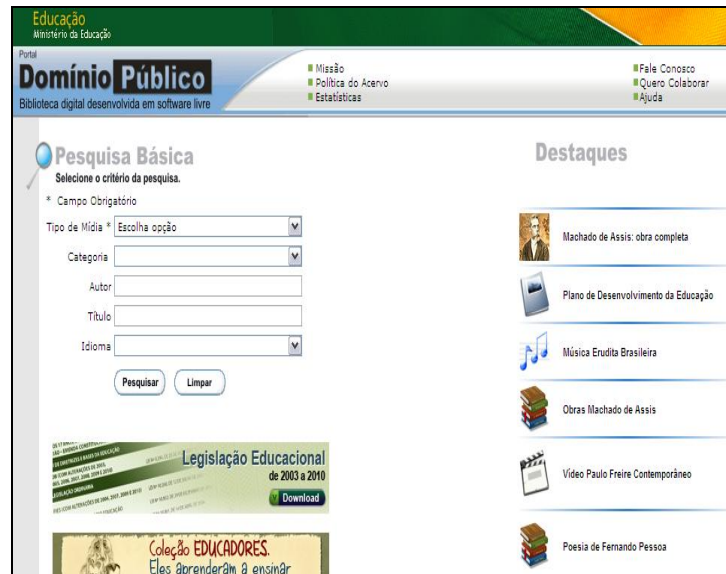 Educação
Ministério da Educação
Portal
Domínio Público
Biblioteca digital desenvolvida em software livre
Missão
Política do Acervo
Estatísticas
Fale Conosco
Quero Colaborar
Ajuda
Pesquisa Básica
Selecione o critério da pesquisa.
* Campo Obrigatório
Tipo de Mídia * Escolha opção
Categoria
Autor
Título
Idioma
Pesquisar Limpar
Legislação Educacional
de 2003 a 2010
Download
Coleção EDUCADORES.
Eles aprenderam a ensinar
Destaques
Machado de Assis: obra completa
Plano de Desenvolvimento da Educação
Música Erudita Brasileira
Obras Machado de Assis
Vídeo Paulo Freire Contemporâneo
Poesia de Fernando Pessoa